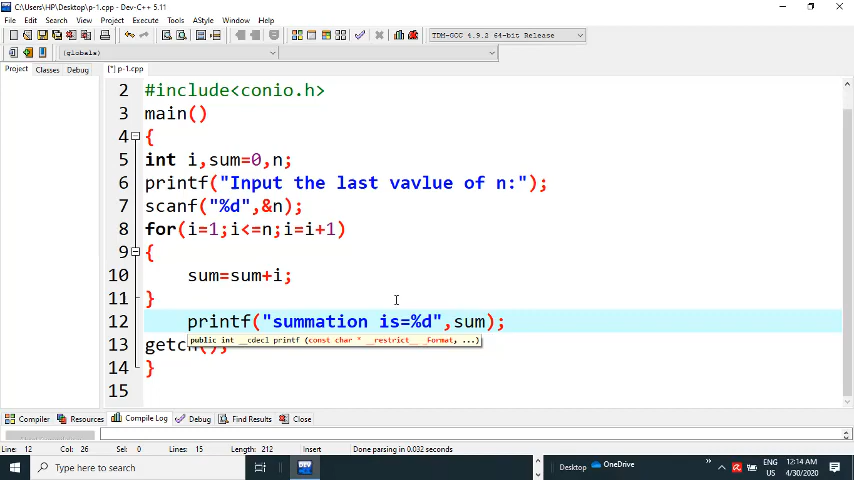 C:\Users\HP\Desktop\p-1.cpp - Dev-C++ 5.11
File Edit Search View Project Execute Tools AStyle Window Help
TDM-GCC 4.9.2 64-bit Release
(globals)
Project Classes Debug [*] p-1.cpp
2 #include<conio.h>
3 main()
4 {
5 int i,sum=0,n;
6 printf("Input the last vavlue of n:");
7 scanf("%d",&n);
8 for(i=1;i<=n;i=i+1)
9 {
10 sum=sum+i;
11 }
12 printf("summation is=%d",sum);
public int __cdecl printf (const char * __restrict__ _Format, ...)
13 getch();
14 }
15
Compiler Resources Compile Log Debug Find Results Close
Line: 12 Col: 26 Sel: 0 Lines: 15 Length: 212 Insert Done parsing in 0.032 seconds
Type here to search Desktop OneDrive » ENG US 12:14 AM 4/30/2020